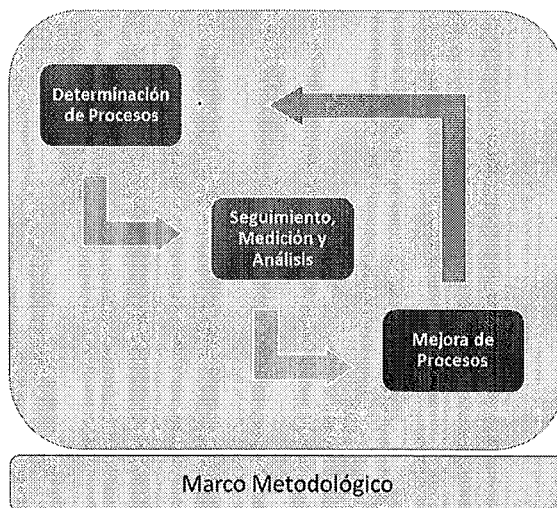 Determinación
de Procesos
Seguimiento,
Medición y
Análisis
Mejora de
Procesos
Marco Metodológico